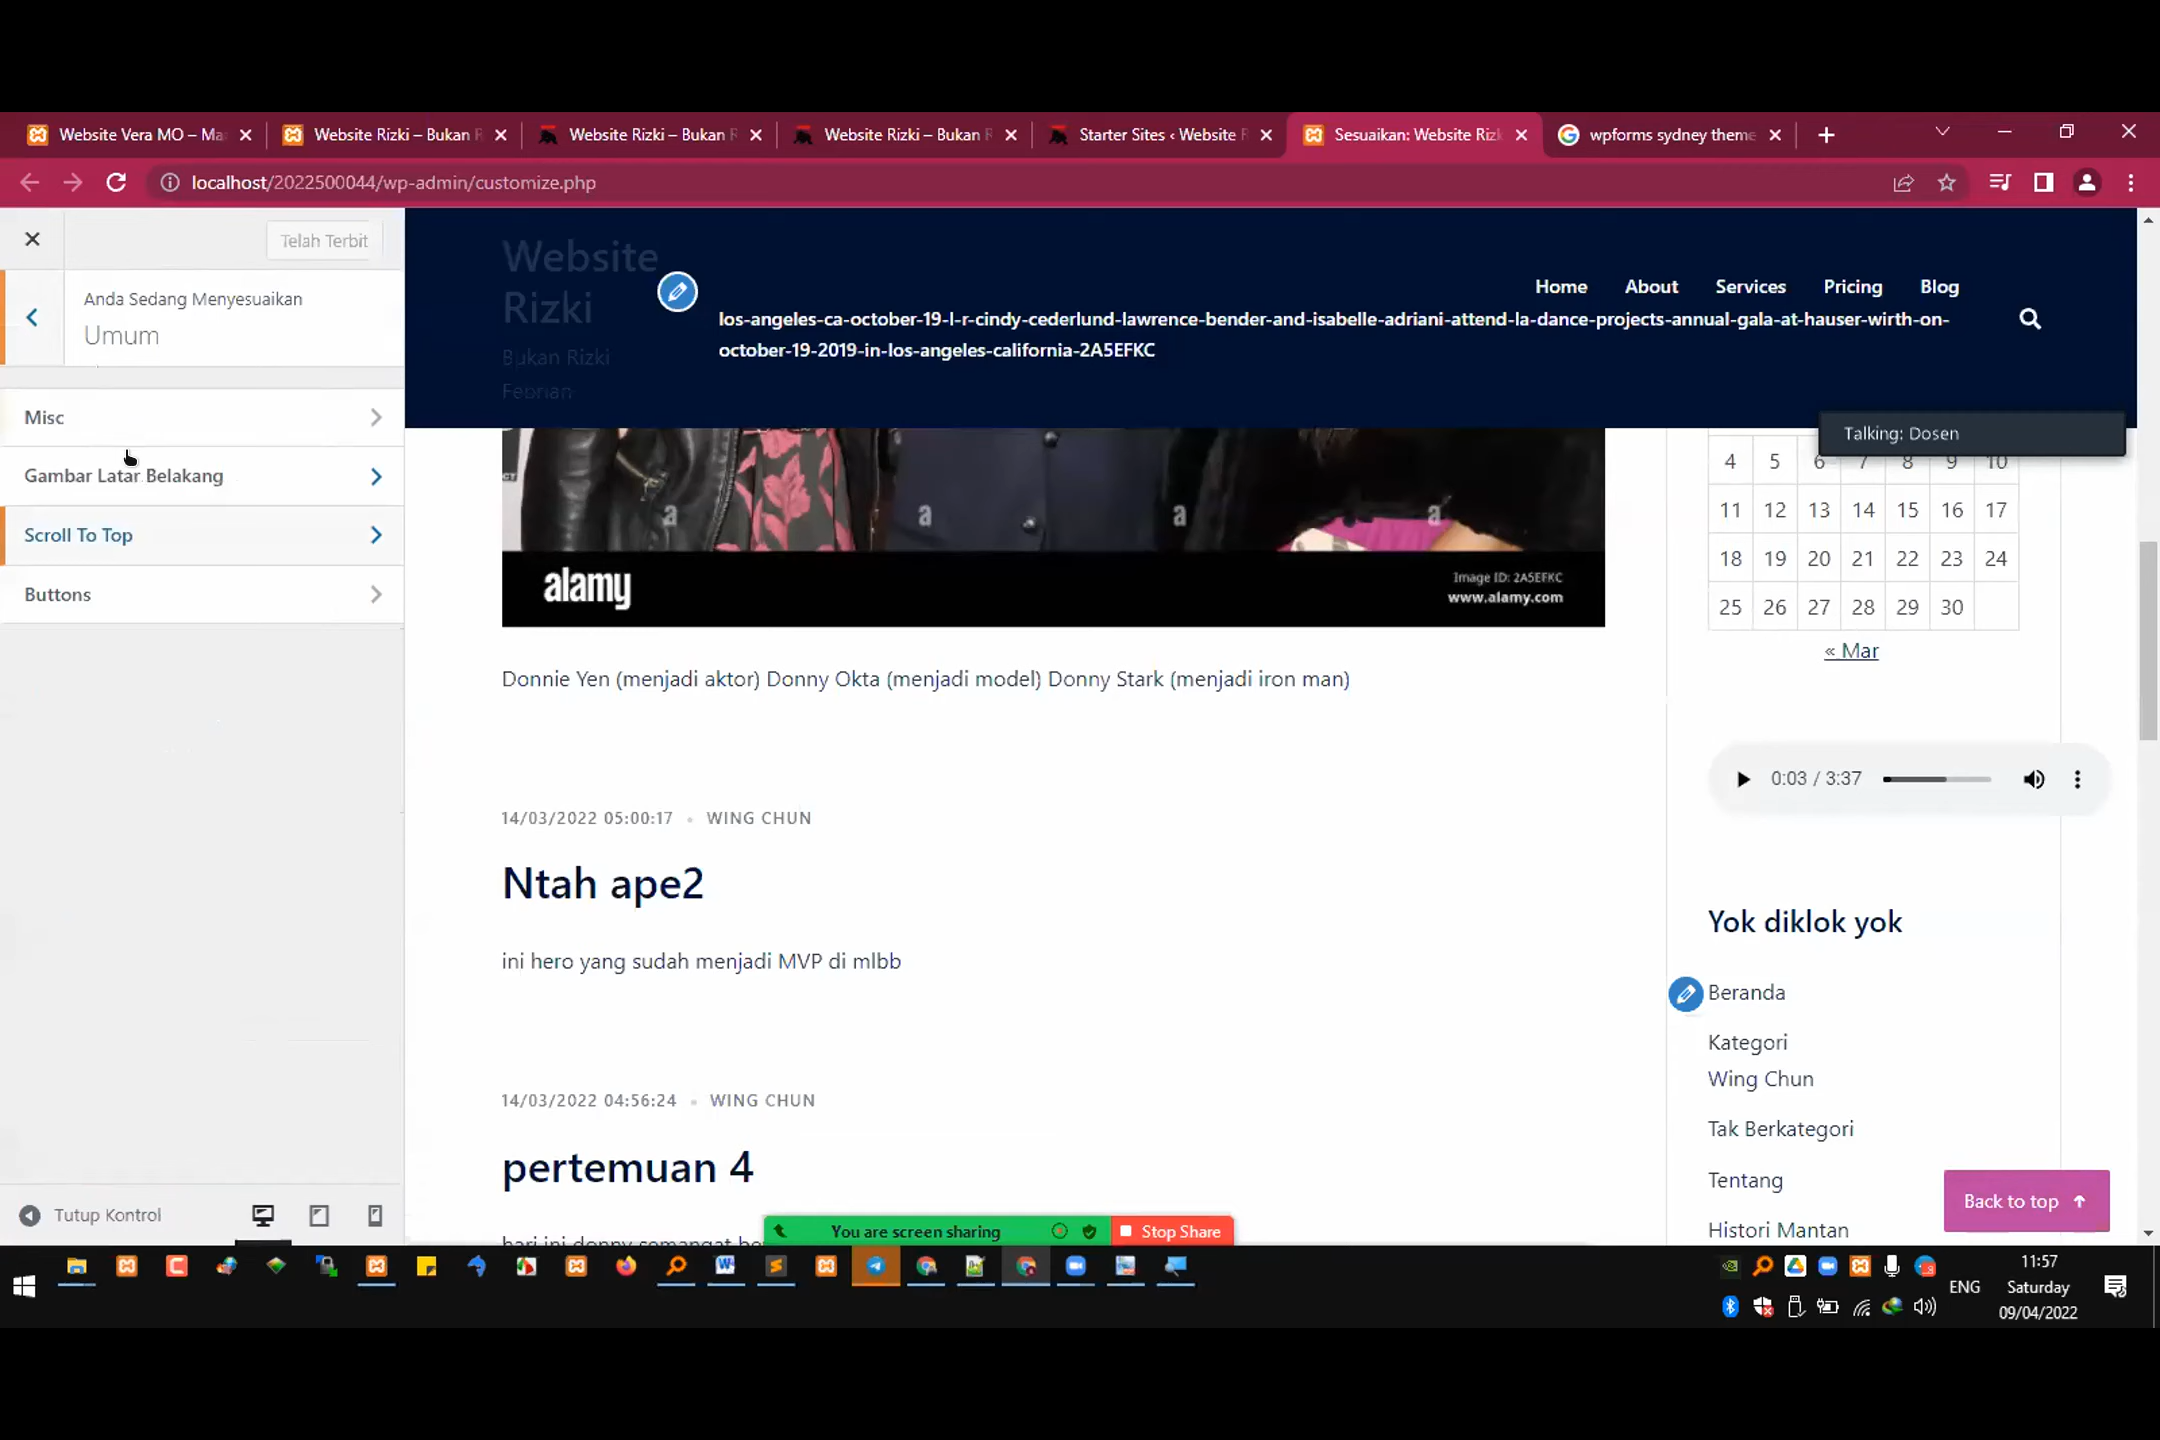 Website Vera MO – Ma
Website Rizki – Bukan R
Website Rizki – Bukan R
Website Rizki – Bukan R
Starter Sites ‹ Website R
Sesuaikan: Website Rizk
wpforms sydney theme
localhost/2022500044/wp-admin/customize.php
Telah Terbit
Anda Sedang Menyesuaikan
Umum
Misc
Gambar Latar Belakang
Scroll To Top
Buttons
Tutup Kontrol
Website
Rizki
Bukan Rizki
Feprian
Home About Services Pricing Blog
los-angeles-ca-october-19-l-r-cindy-cederlund-lawrence-bender-and-isabelle-adriani-attend-la-dance-projects-annual-gala-at-hauser-wirth-on-
october-19-2019-in-los-angeles-california-2A5EFKC
Talking: Dosen
a a a a
alamy
Image ID: 2A5EFKC
www.alamy.com
Donnie Yen (menjadi aktor) Donny Okta (menjadi model) Donny Stark (menjadi iron man)
14/03/2022 05:00:17 • WING CHUN
Ntah ape2
ini hero yang sudah menjadi MVP di mlbb
14/03/2022 04:56:24 • WING CHUN
pertemuan 4
4 5 6 7 8 9 10
11 12 13 14 15 16 17
18 19 20 21 22 23 24
25 26 27 28 29 30
« Mar
0:03 / 3:37
Yok diklok yok
Beranda
Kategori
Wing Chun
Tak Berkategori
Tentang
Histori Mantan
Back to top
You are screen sharing
Stop Share
ENG
11:57
Saturday
09/04/2022